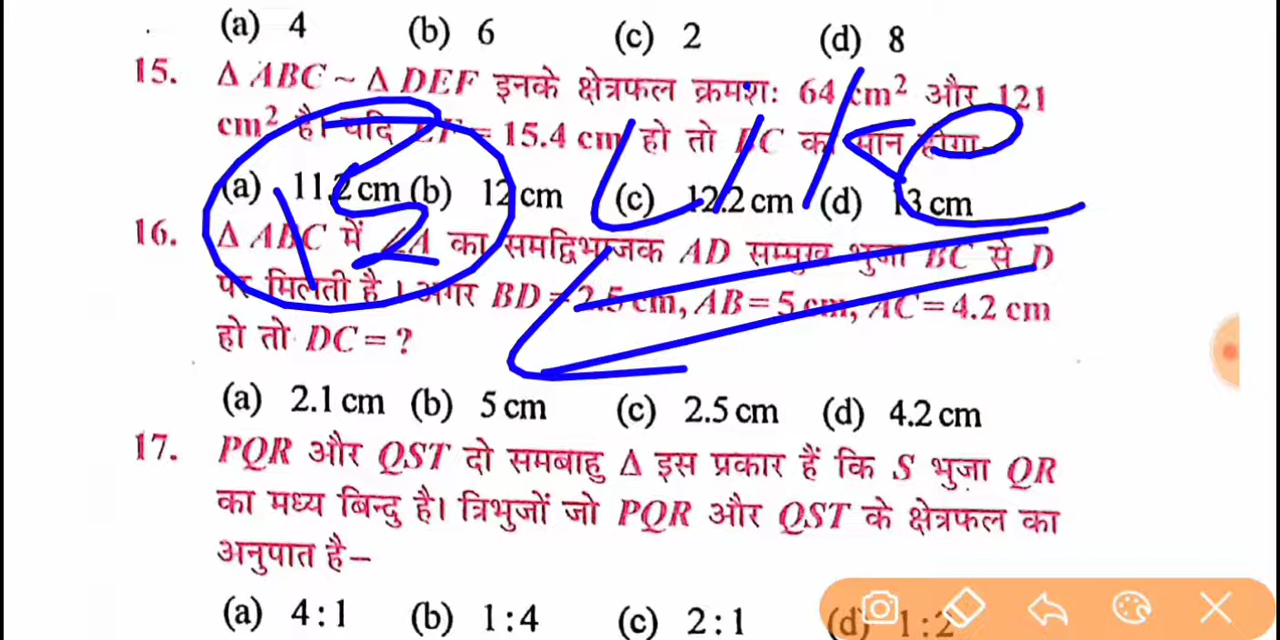 (a) 4 (b) 6 (c) 2 (d) 8
15. Δ ABC ~ Δ DEF इनके क्षेत्रफल क्रमशः 64 cm² और 121
cm² है। यदि EF = 15.4 cm हो तो BC का मान होगा-
(a) 11.2 cm (b) 12 cm (c) 12.2 cm (d) 13 cm
16. Δ ABC में ∠A का समद्विभाजक AD सम्मुख भुजा BC से D
पर मिलती है। अगर BD = 2.5 cm, AB = 5 cm, AC = 4.2 cm
हो तो DC = ?
(a) 2.1 cm (b) 5 cm (c) 2.5 cm (d) 4.2 cm
17. PQR और QST दो समबाहु Δ इस प्रकार हैं कि S भुजा QR
का मध्य बिन्दु है। त्रिभुजों जो PQR और QST के क्षेत्रफल का
अनुपात है–
(a) 4 : 1 (b) 1 : 4 (c) 2 : 1 (d) 1 : 2
15 Like